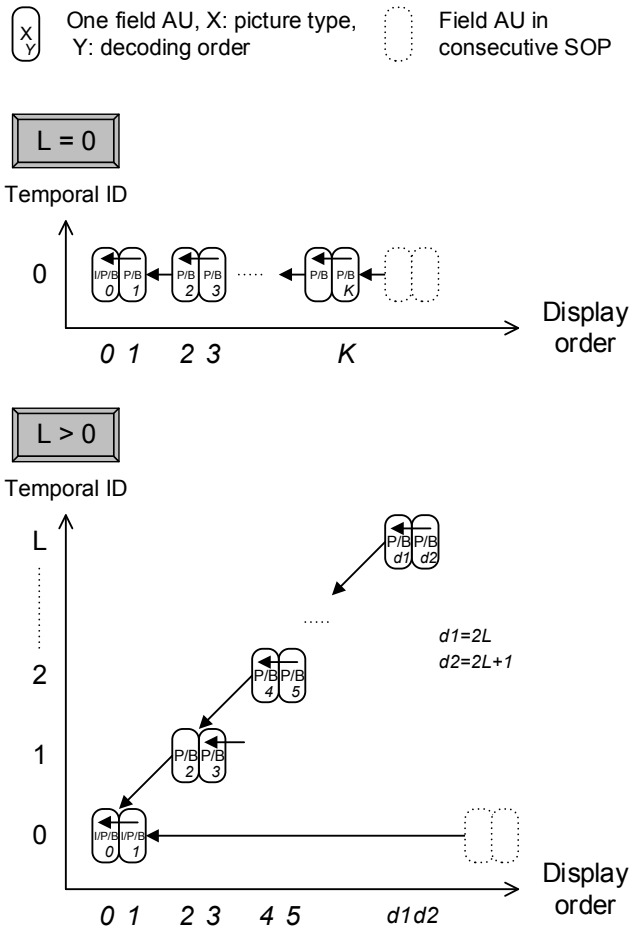 X
Y
One field AU, X: picture type,
Y: decoding order
Field AU in
consecutive SOP
L = 0
Temporal ID
0
I/P/B P/B P/B P/B ..... P/B P/B
0 1 2 3 K
Display
order
0 1 2 3 K
L > 0
Temporal ID
L
P/B P/B
d1 d2
.....
d1=2L
d2=2L+1
2
P/B P/B
4 5
1
P/B P/B
2 3
0
I/P/B I/P/B
0 1
Display
order
0 1 2 3 4 5 d1 d2